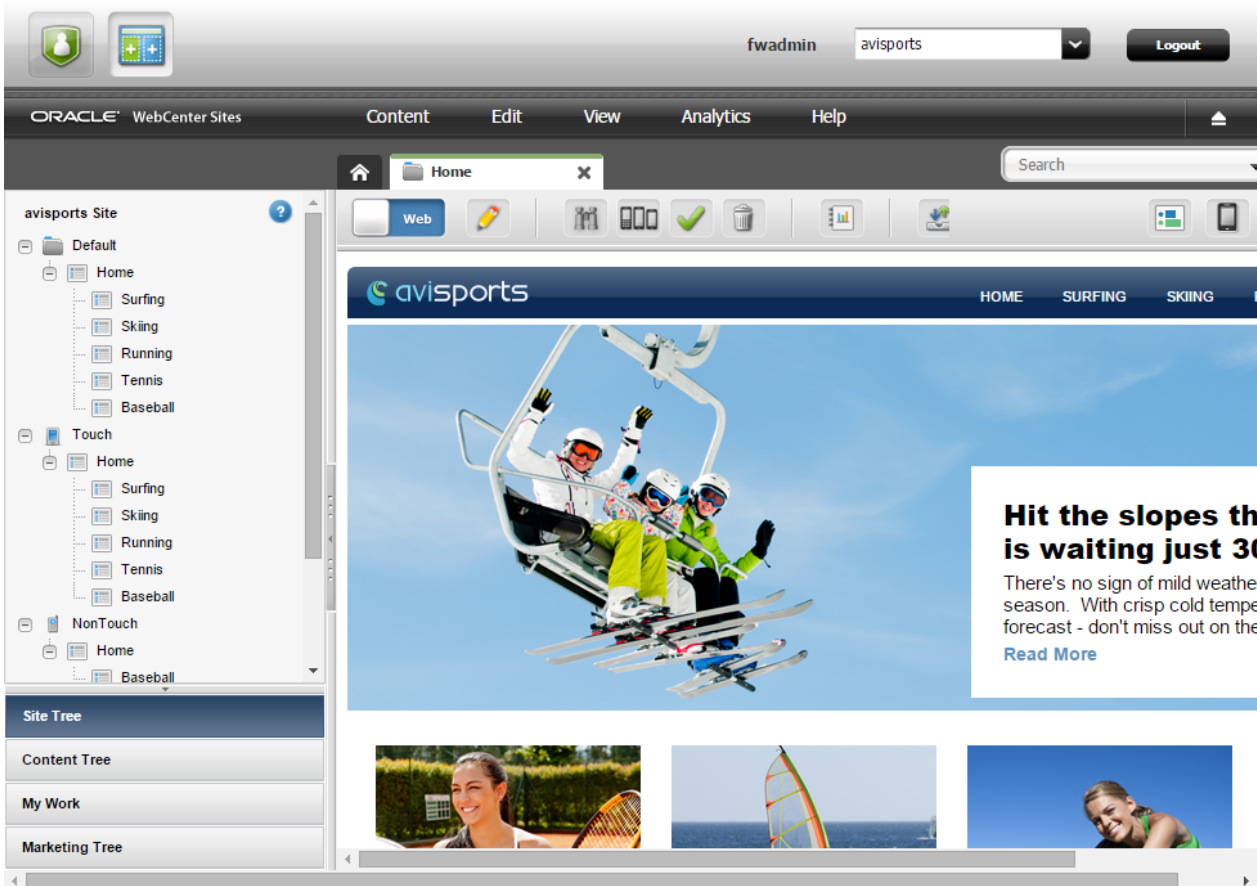 fwadmin avisports Logout
ORACLE WebCenter Sites Content Edit View Analytics Help
Home Search
avisports Site ?
Web
Default
Home
Surfing
Skiing
Running
Tennis
Baseball
Touch
Home
Surfing
Skiing
Running
Tennis
Baseball
NonTouch
Home
Baseball
Site Tree
Content Tree
My Work
Marketing Tree
avisports HOME SURFING SKIING
Hit the slopes th
is waiting just 30
There's no sign of mild weathe
season. With crisp cold tempe
forecast - don't miss out on the
Read More